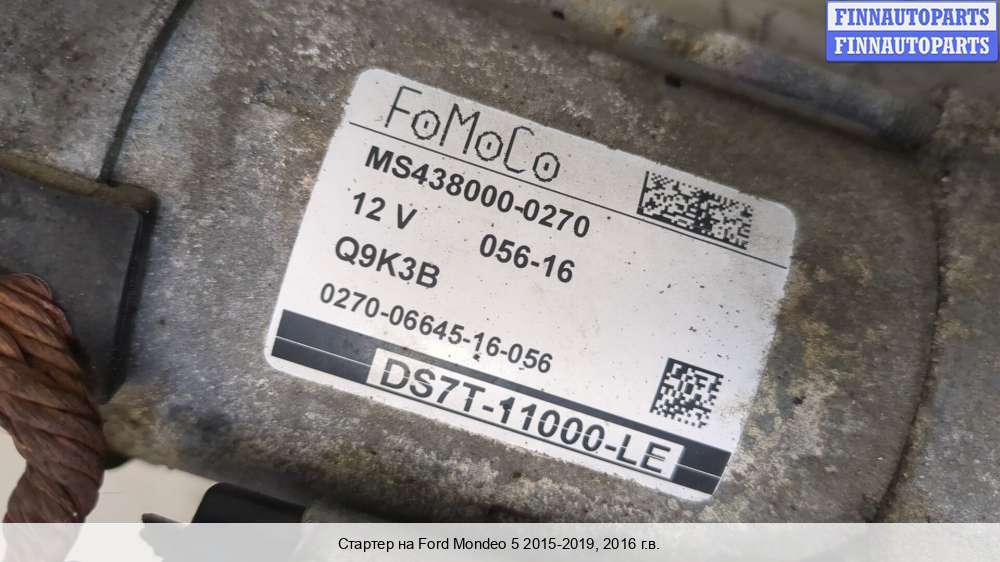 FINNAUTOPARTS
FINNAUTOPARTS
FoMoCo
MS438000-0270
12 V 056-16
Q9K3B
0270-06645-16-056
DS7T-11000-LE
Стартер на Ford Mondeo 5 2015-2019, 2016 г.в.